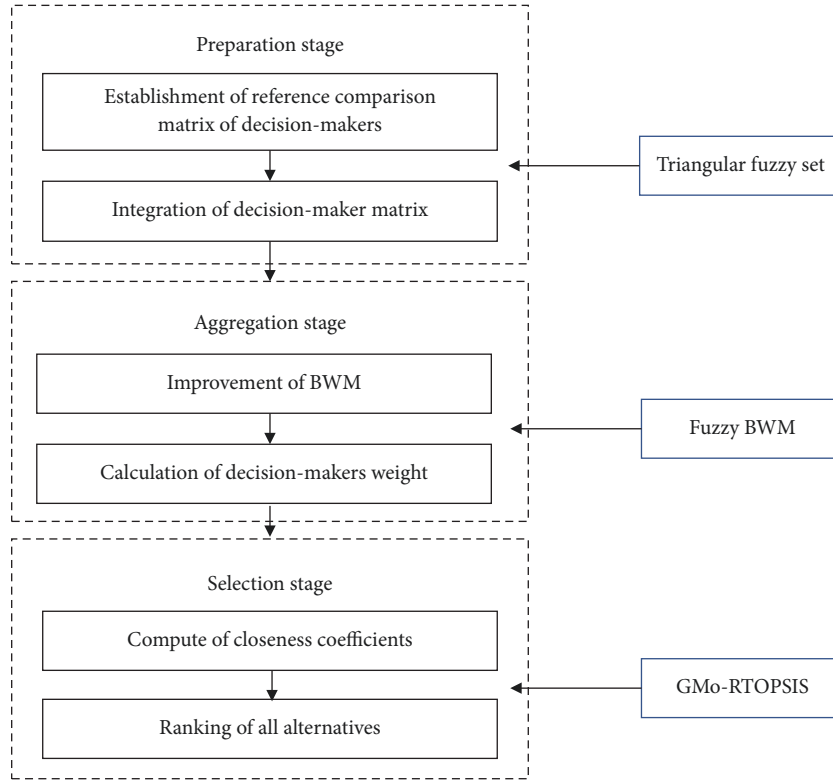 Preparation stage
Establishment of reference comparison
matrix of decision-makers
Integration of decision-maker matrix
Triangular fuzzy set
Aggregation stage
Improvement of BWM
Calculation of decision-makers weight
Fuzzy BWM
Selection stage
Compute of closeness coefficients
Ranking of all alternatives
GMo-RTOPSIS